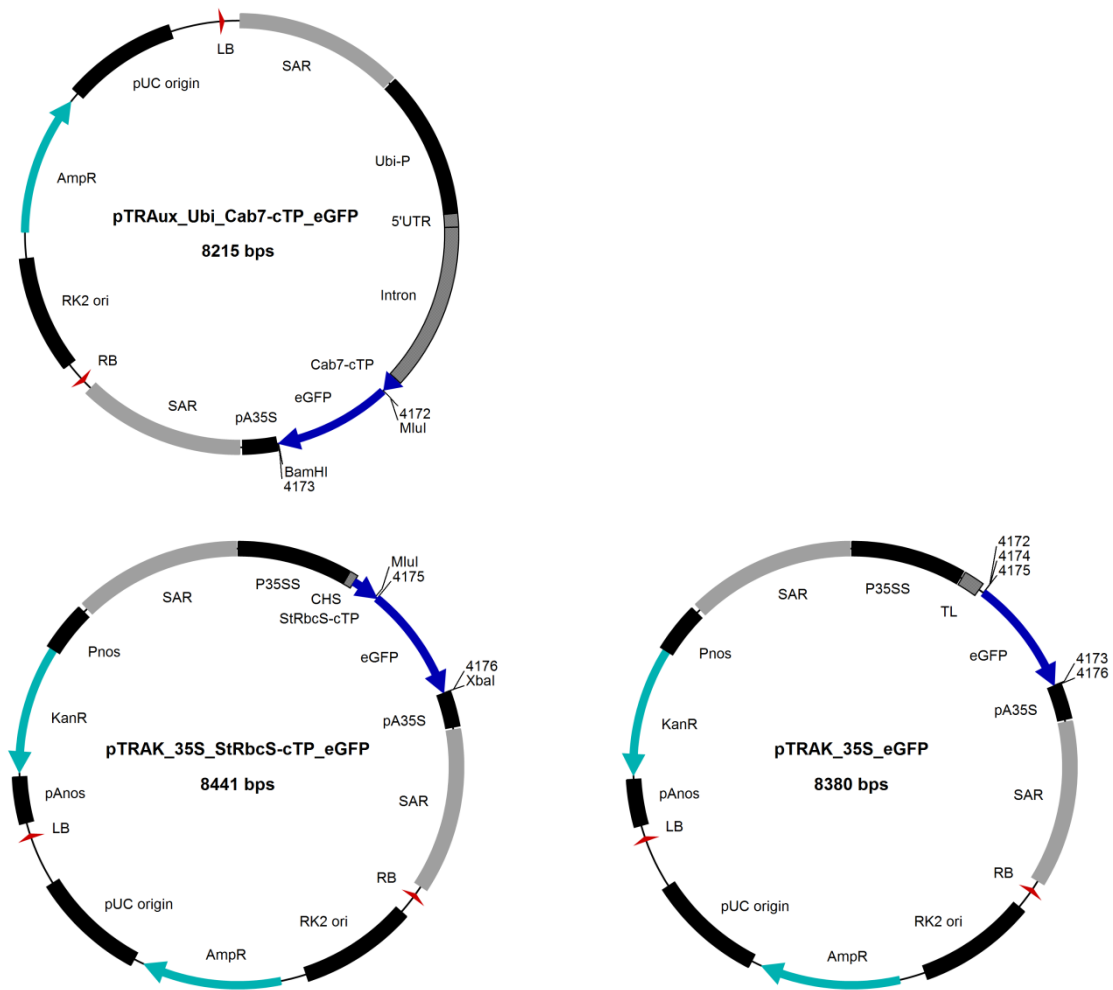 LB
SAR
pUC origin
Ubi-P
AmpR
pTRAux_Ubi_Cab7-cTP_eGFP
5'UTR
8215 bps
RK2 ori
Intron
RB
Cab7-cTP
eGFP
SAR
pA35S
4172
MluI
BamHI
4173
MluI
4175
P35SS
SAR
CHS
StRbcS-cTP
Pnos
eGFP
4176
XbaI
KanR
pA35S
pTRAK_35S_StRbcS-cTP_eGFP
8441 bps
pAnos
SAR
LB
RB
pUC origin
RK2 ori
AmpR
4172
4174
4175
P35SS
SAR
TL
Pnos
eGFP
4173
4176
KanR
pA35S
pTRAK_35S_eGFP
8380 bps
pAnos
SAR
LB
RB
pUC origin
RK2 ori
AmpR